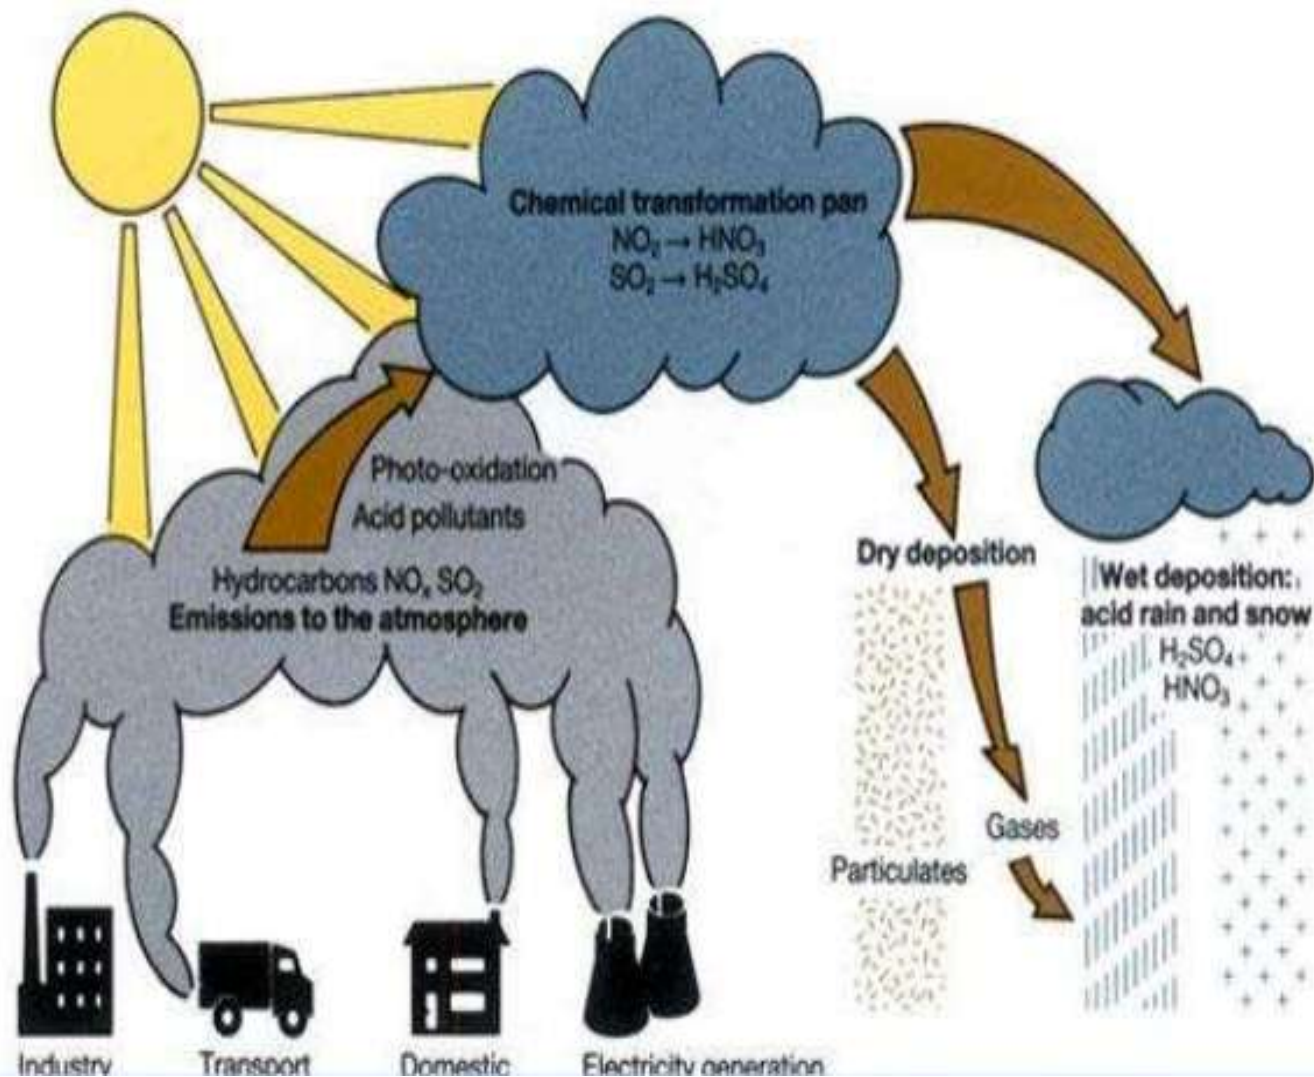 Chemical transformation pan
NO₂ → HNO₃
SO₂ → H₂SO₄
Photo-oxidation
Acid pollutants
Hydrocarbons NOₓ SO₂
Emissions to the atmosphere
Dry deposition
Wet deposition:
acid rain and snow
H₂SO₄
HNO₃
Gases
Particulates
Industry
Transport
Domestic
Electricity generation